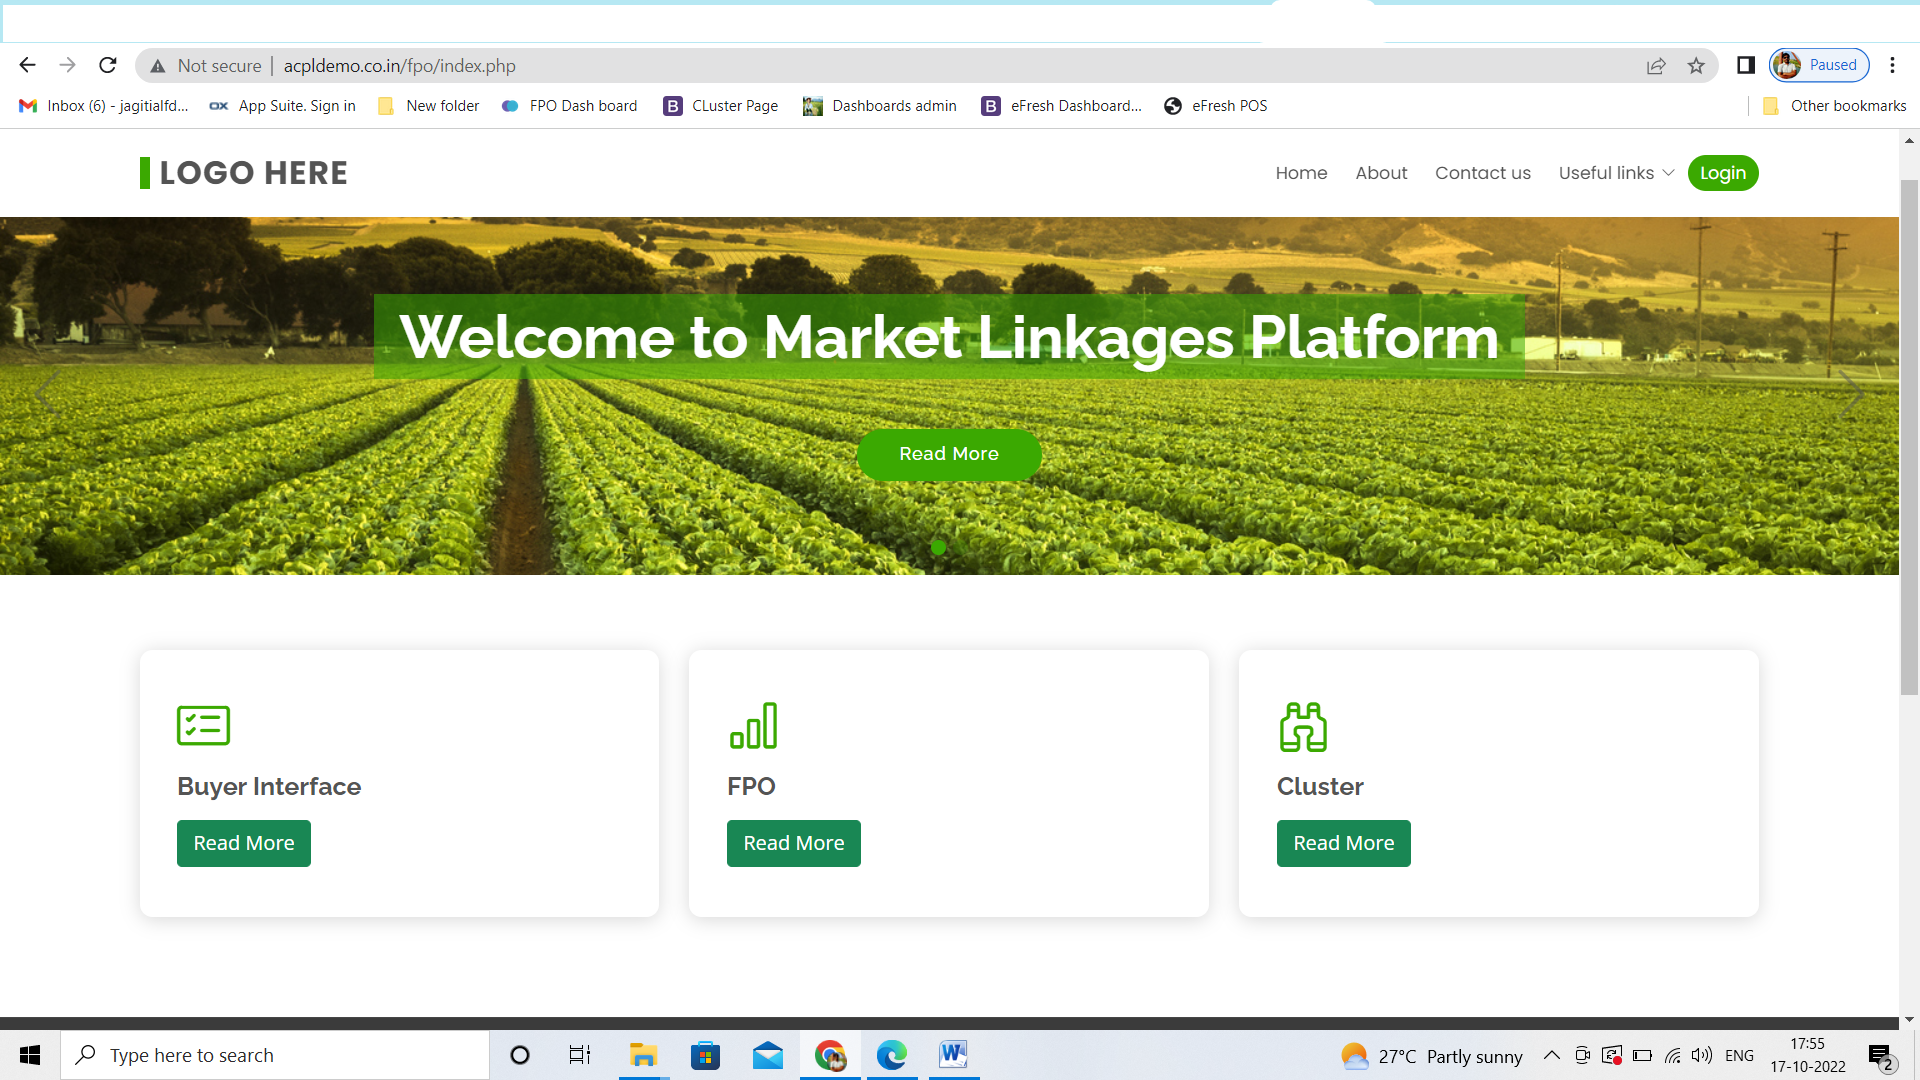 Not secure | acpldemo.co.in/fpo/index.php
Paused
Inbox (6) - jagitialfd... App Suite. Sign in New folder FPO Dash board CLuster Page Dashboards admin eFresh Dashboard... eFresh POS Other bookmarks
LOGO HERE
Home About Contact us Useful links Login
Welcome to Market Linkages Platform
Read More
Buyer Interface
Read More
FPO
Read More
Cluster
Read More
Type here to search
27°C Partly sunny
ENG
17:55
17-10-2022
2